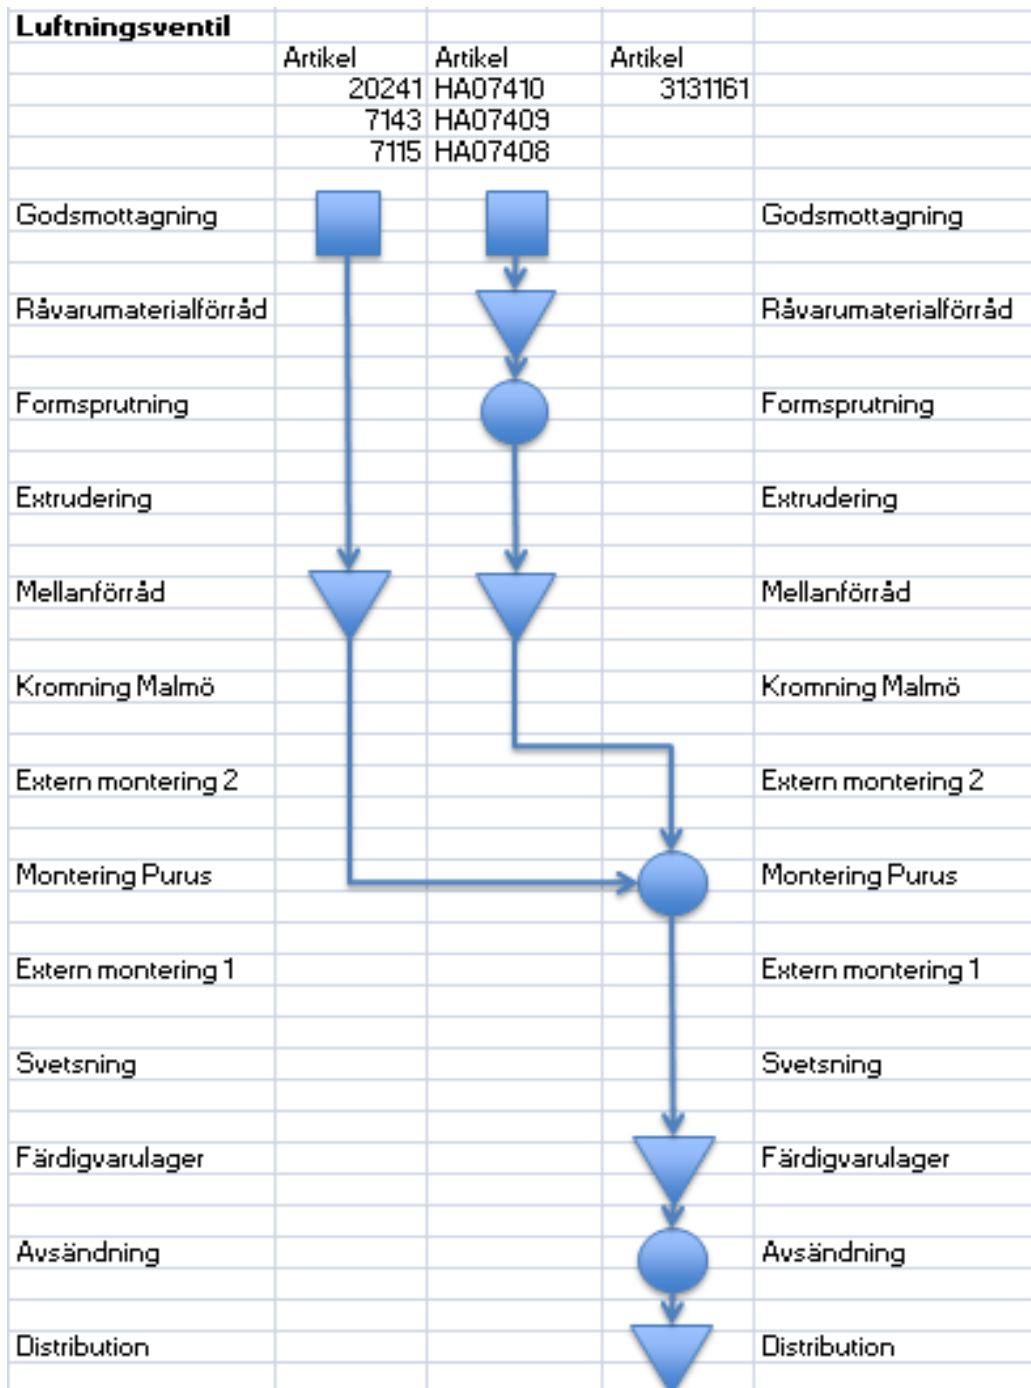 Luftningsventil
Artikel Artikel Artikel
20241 HA07410 3131161
7143 HA07409
7115 HA07408
Godsmottagning Godsmottagning
Råvarumaterialförråd Råvarumaterialförråd
Formsprutning Formsprutning
Extrudering Extrudering
Mellanförråd Mellanförråd
Kromning Malmö Kromning Malmö
Extern montering 2 Extern montering 2
Montering Purus Montering Purus
Extern montering 1 Extern montering 1
Svetsning Svetsning
Färdigvarulager Färdigvarulager
Avsändning Avsändning
Distribution Distribution